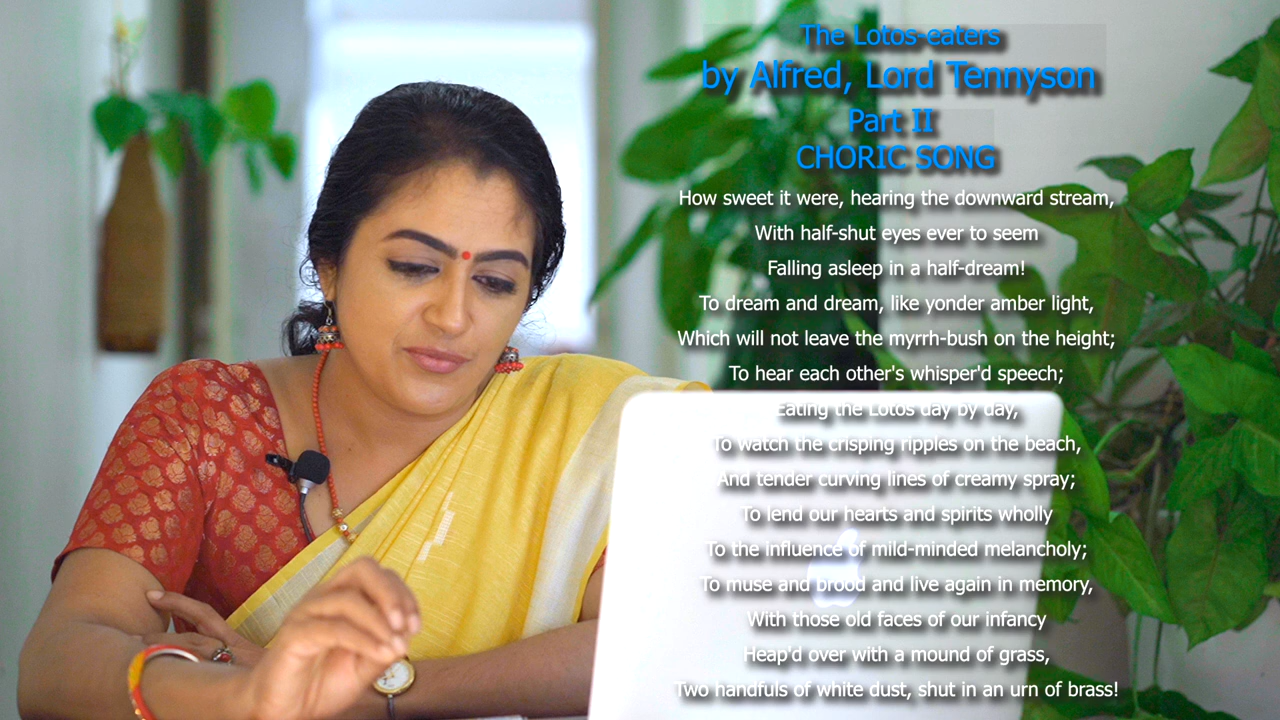 The Lotos-eaters
by Alfred, Lord Tennyson
Part II
CHORIC SONG
How sweet it were, hearing the downward stream,
With half-shut eyes ever to seem
Falling asleep in a half-dream!
To dream and dream, like yonder amber light,
Which will not leave the myrrh-bush on the height;
To hear each other's whisper'd speech;
Eating the Lotos day by day,
To watch the crisping ripples on the beach,
And tender curving lines of creamy spray;
To lend our hearts and spirits wholly
To the influence of mild-minded melancholy;
To muse and brood and live again in memory,
With those old faces of our infancy
Heap'd over with a mound of grass,
Two handfuls of white dust, shut in an urn of brass!